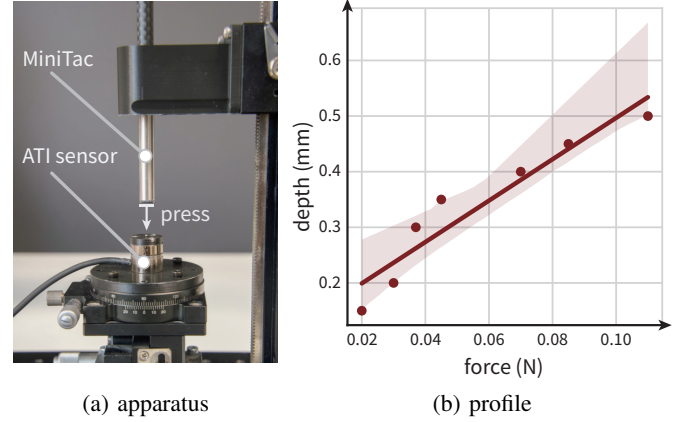 MiniTac
ATI sensor
press
depth (mm)
0.6
0.5
0.4
0.3
0.2
0.02
0.04
0.06
0.08
0.10
force (N)
(a) apparatus
(b) profile